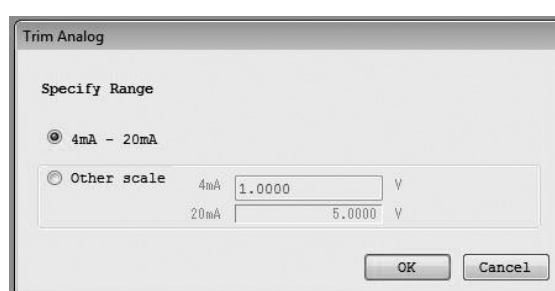 Trim Analog
Specify Range
4mA - 20mA
Other scale
4mA 1.0000 V
20mA 5.0000 V
OK Cancel